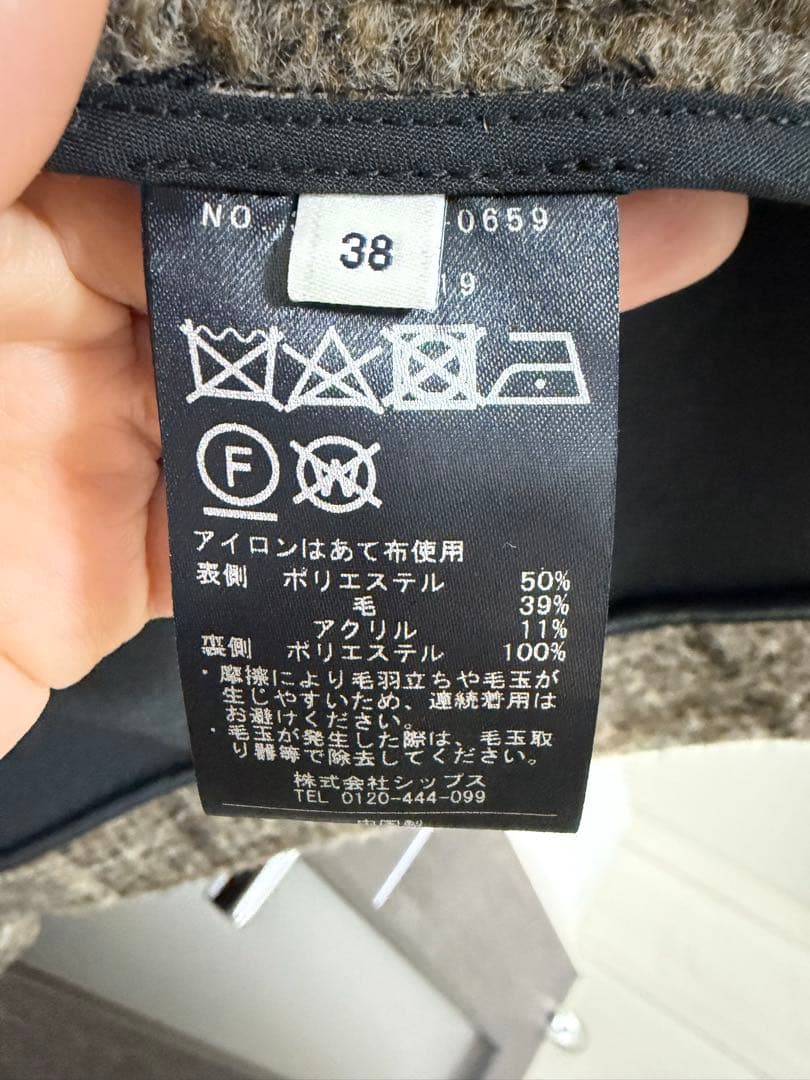 NO. -0659
38
19
F
W
アイロンはあて布使用
表側 ポリエステル 50%
毛 39%
アクリル 11%
裏側 ポリエステル 100%
・摩擦により毛羽立ちや毛玉が
生じやすいため、連続着用は
お避けください。
・毛玉が発生した際は、毛玉取
り器等で除去してください。
株式会社シップス
TEL 0120-444-099